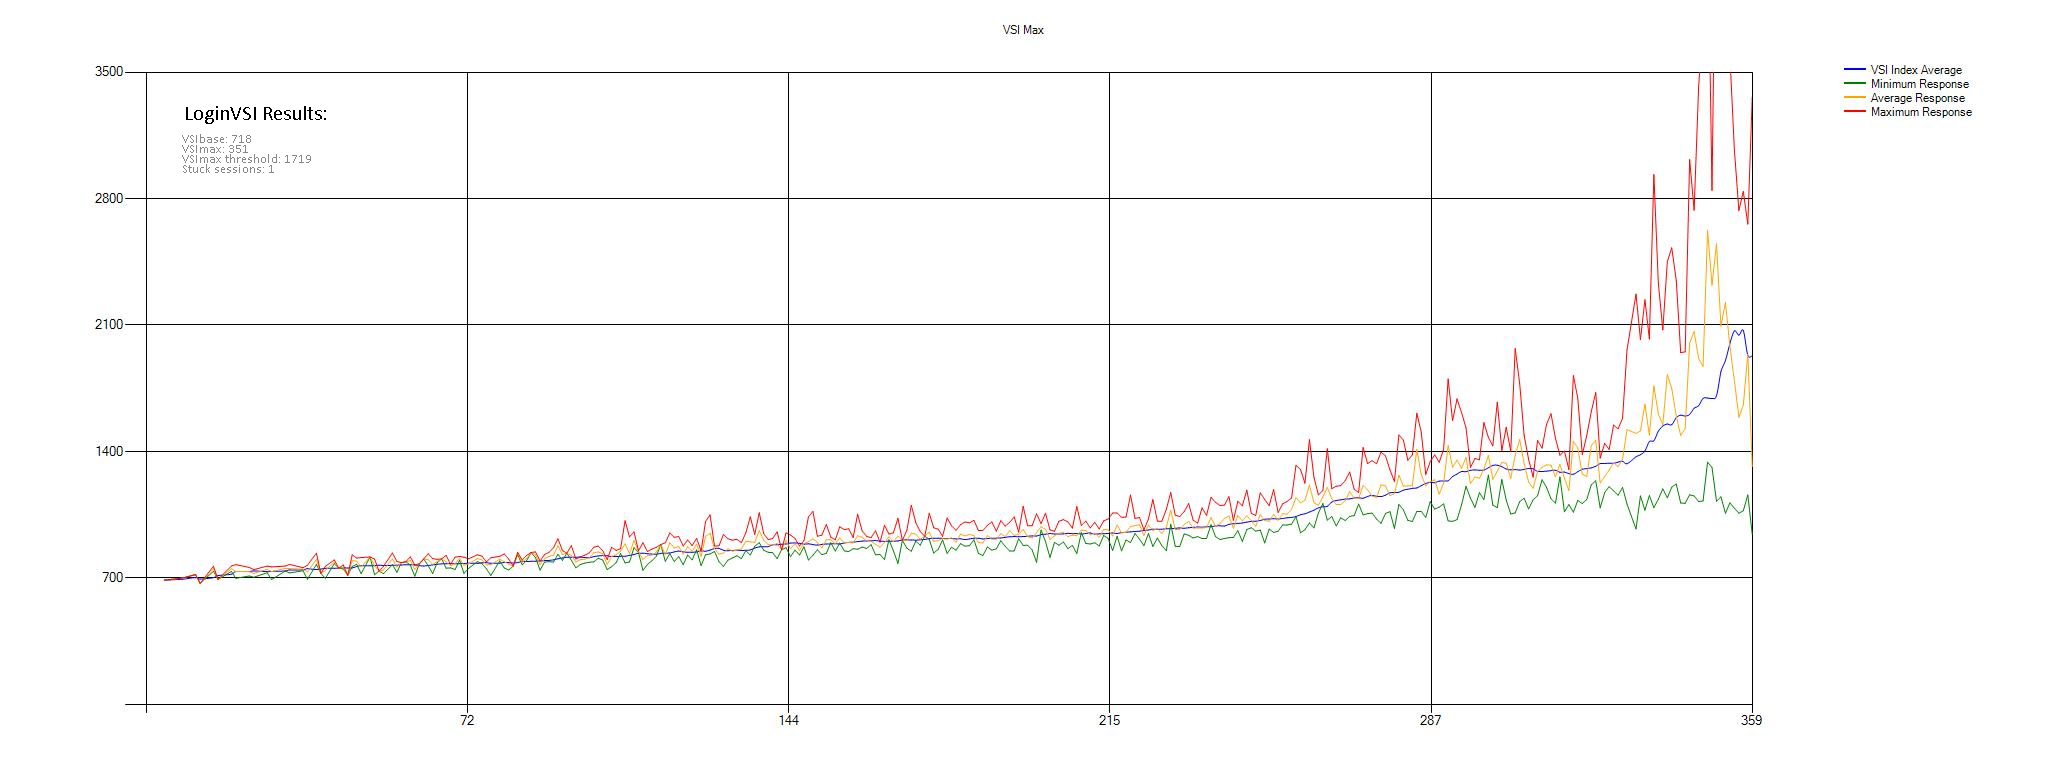 VSI Max
3500
2800
2100
1400
700
LoginVSI Results:
VSIbase: 718
VSImax: 351
VSImax threshold: 1719
Stuck sessions: 1
VSI Index Average
Minimum Response
Average Response
Maximum Response
72
144
215
287
359